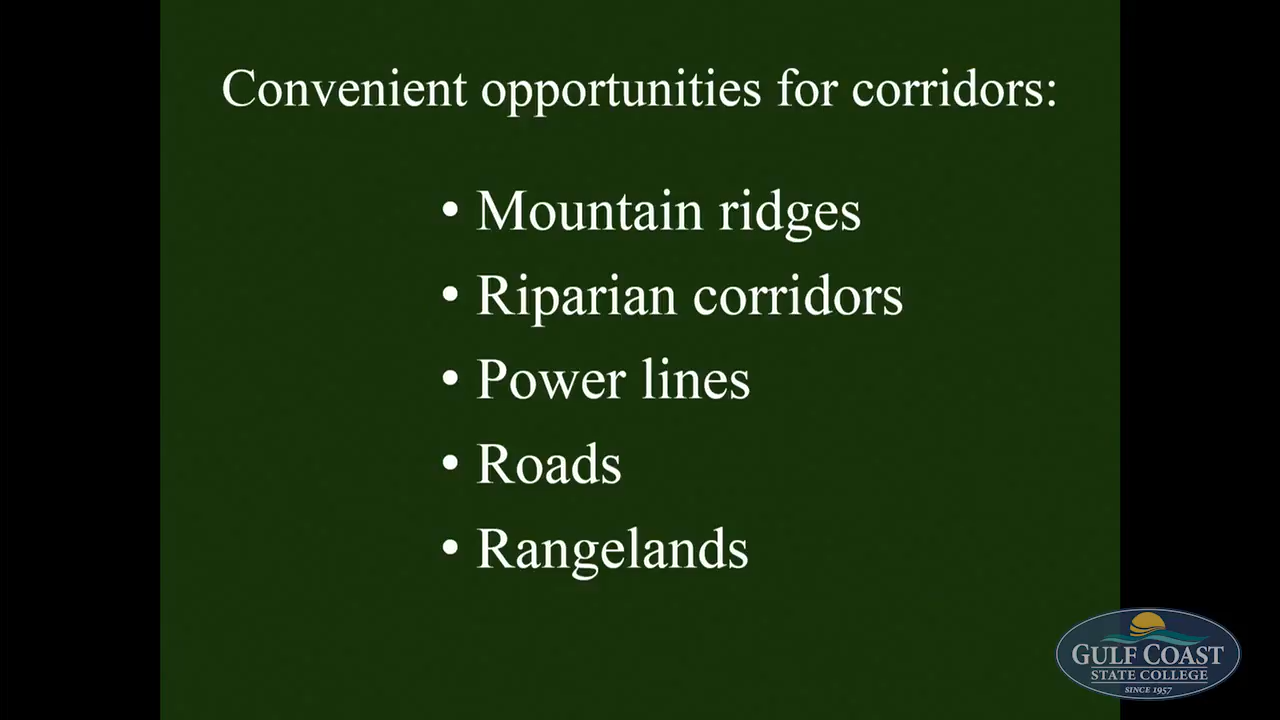 Convenient opportunities for corridors:
• Mountain ridges
• Riparian corridors
• Power lines
• Roads
• Rangelands
GULF COAST
STATE COLLEGE
SINCE 1957